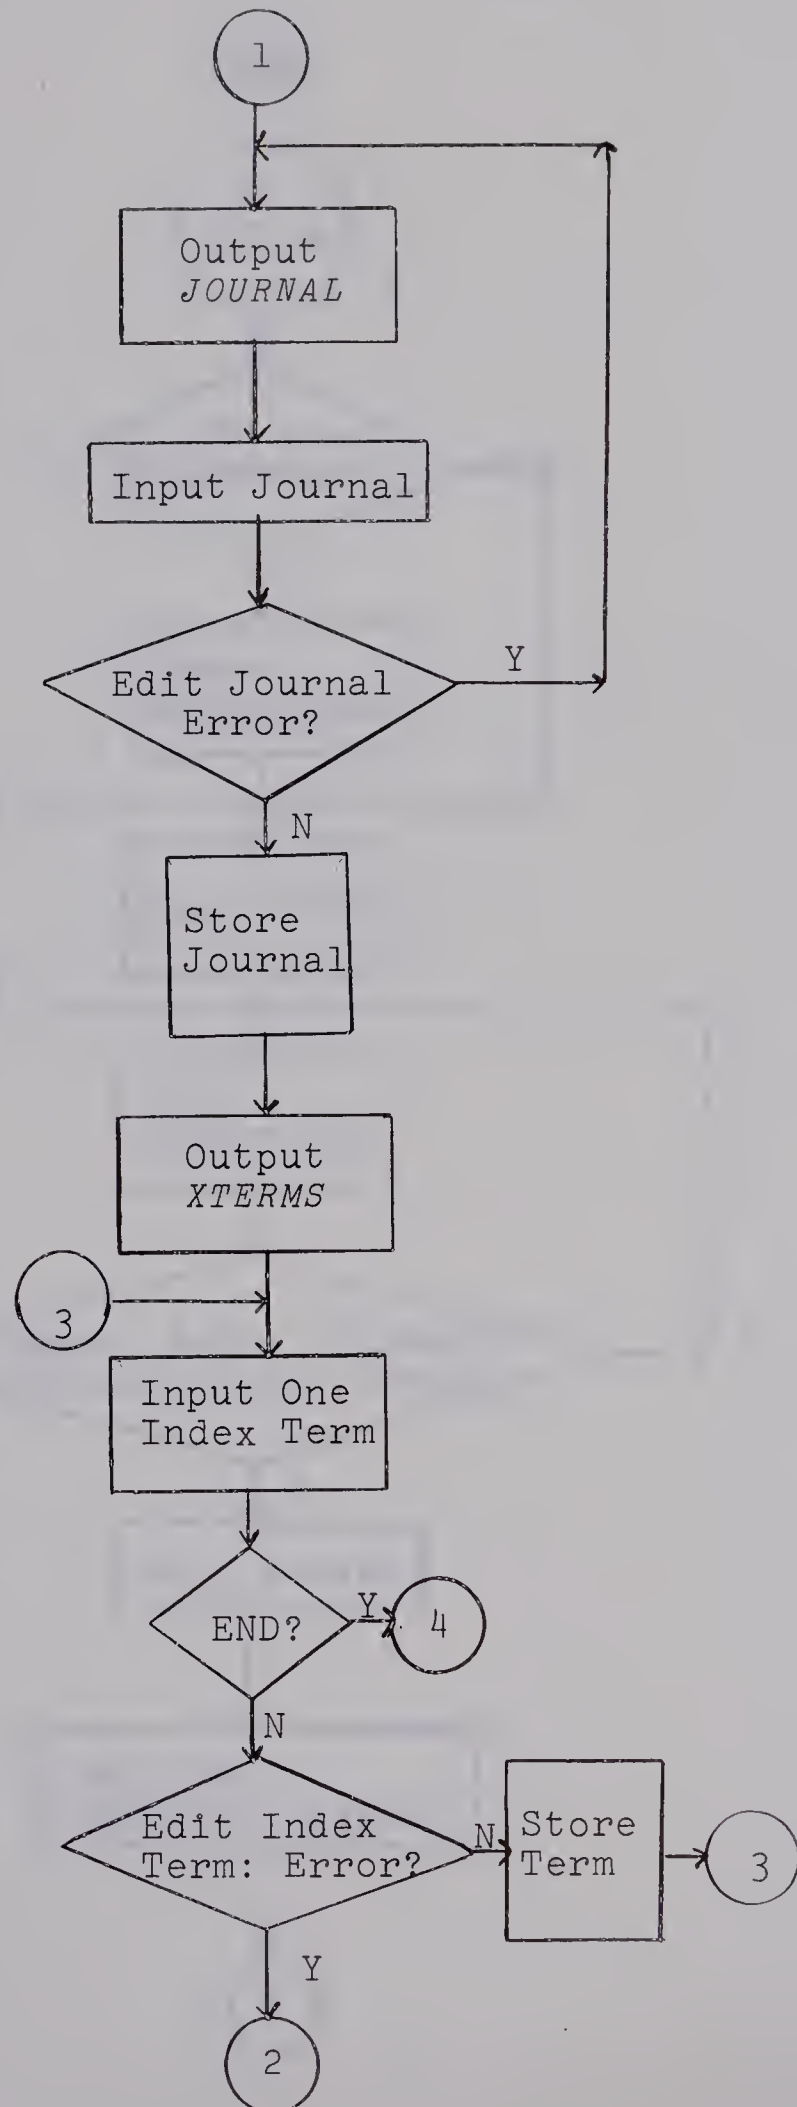 1
Output
JOURNAL
Input Journal
Edit Journal
Error?
Y
N
Store
Journal
Output
XTERMS
3
Input One
Index Term
END?
Y
4
N
Edit Index
Term: Error?
N
Store
Term
3
Y
2